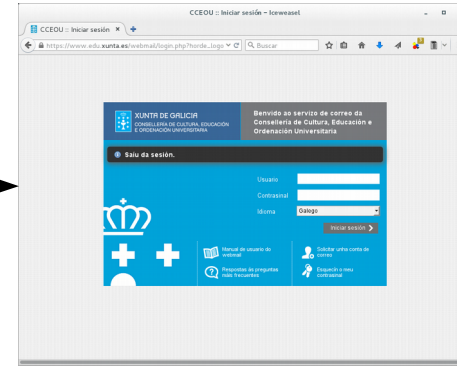 CCEOU :: Iniciar sesión - Iceweasel
CCEOU :: Iniciar sesión
https://www.edu.xunta.es/webmail/login.php?horde_logo
Buscar
XUNTA DE GALICIA
CONSELLERÍA DE CULTURA, EDUCACIÓN
E ORDENACIÓN UNIVERSITARIA
Benvido ao servizo de correo da
Consellería de Cultura, Educación e
Ordenación Universitaria
Saíu da sesión.
Usuario
Contrasinal
Idioma
Galego
Iniciar sesión
Manual de usuario do
webmail
Solicitar unha conta de
correo
Respostas ás preguntas
máis frecuentes
Esquecín o meu
contrasinal